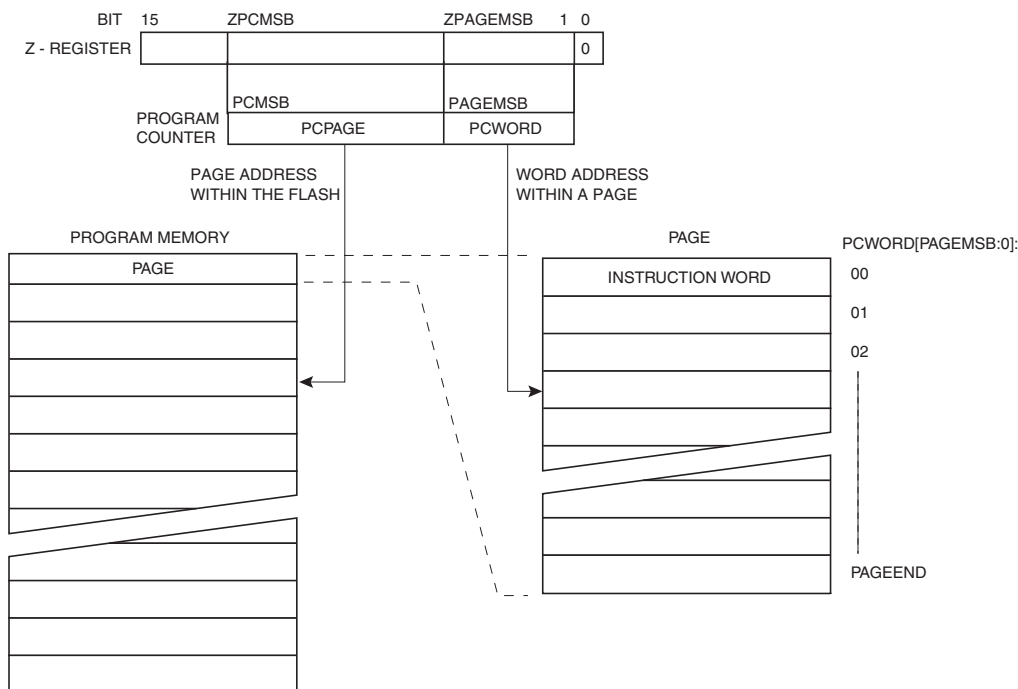 BIT 15 ZPCMSB ZPAGEMSB 1 0
Z - REGISTER 0
PCMSB PAGEMSB
PROGRAM
COUNTER
PCPAGE PCWORD
PAGE ADDRESS
WITHIN THE FLASH
WORD ADDRESS
WITHIN A PAGE
PROGRAM MEMORY
PAGE
PAGE
PCWORD[PAGEMSB:0]:
INSTRUCTION WORD 00
01
02
PAGEEND